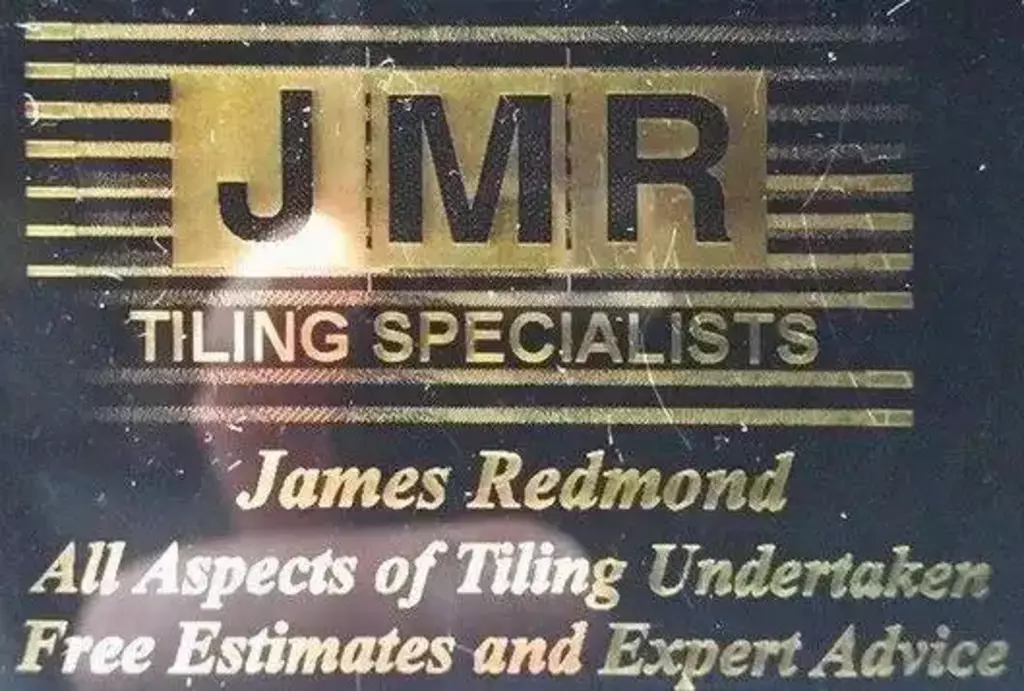 JMR
TILING SPECIALISTS
James Redmond
All Aspects of Tiling Undertaken
Free Estimates and Expert Advice